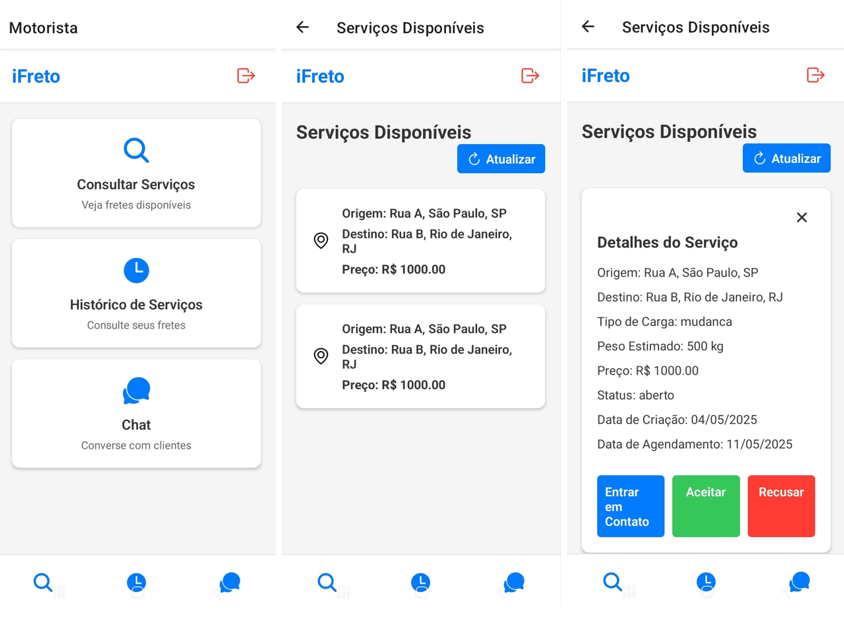 Motorista
iFreto
Consultar Serviços
Veja fretes disponíveis
Histórico de Serviços
Consulte seus fretes
Chat
Converse com clientes
Serviços Disponíveis
iFreto
Serviços Disponíveis
Atualizar
Origem: Rua A, São Paulo, SP
Destino: Rua B, Rio de Janeiro,
RJ
Preço: R$ 1000.00
Origem: Rua A, São Paulo, SP
Destino: Rua B, Rio de Janeiro,
RJ
Preço: R$ 1000.00
Serviços Disponíveis
iFreto
Serviços Disponíveis
Atualizar
Detalhes do Serviço
Origem: Rua A, São Paulo, SP
Destino: Rua B, Rio de Janeiro, RJ
Tipo de Carga: mudanca
Peso Estimado: 500 kg
Preço: R$ 1000.00
Status: aberto
Data de Criação: 04/05/2025
Data de Agendamento: 11/05/2025
Entrar
em
Contato
Aceitar
Recusar